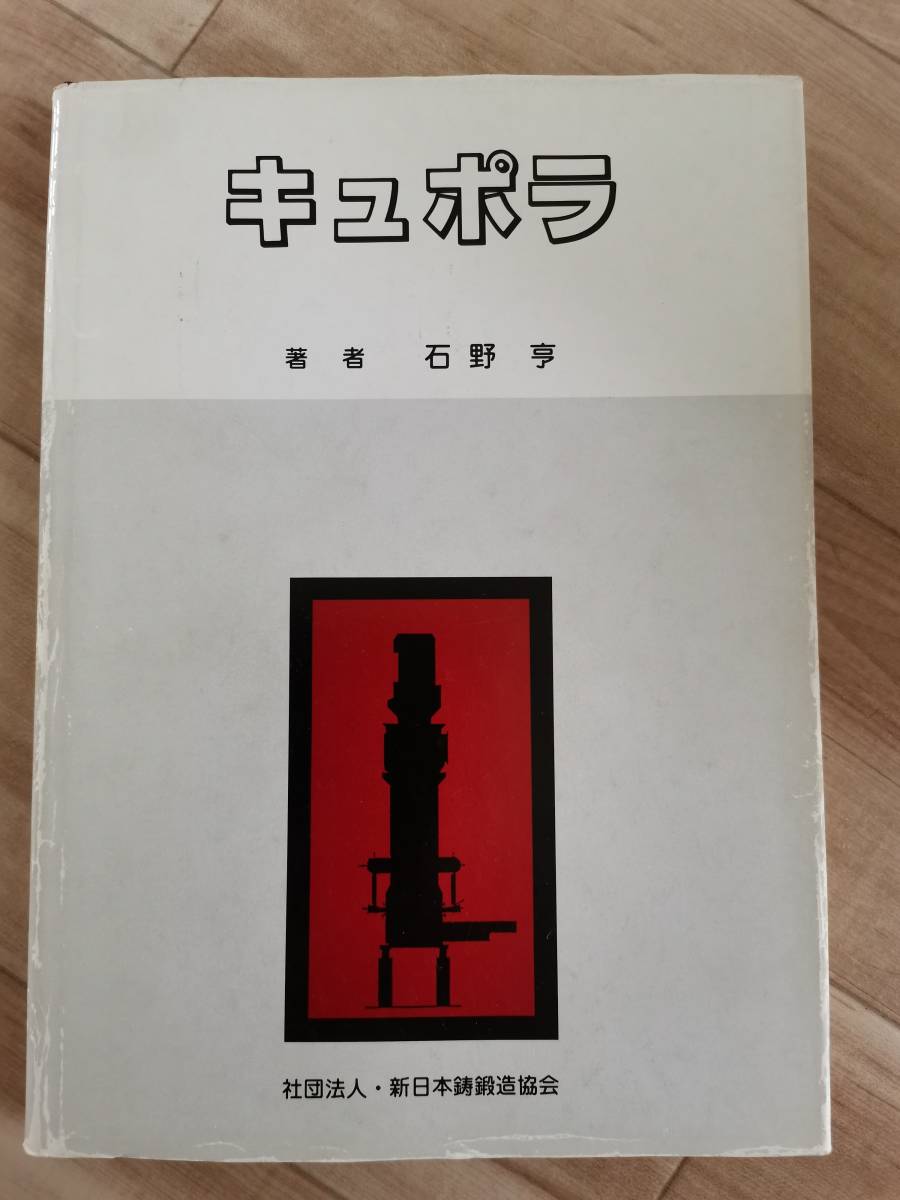 キュポラ
著者 石野亨
社団法人・新日本鋳鍛造協会